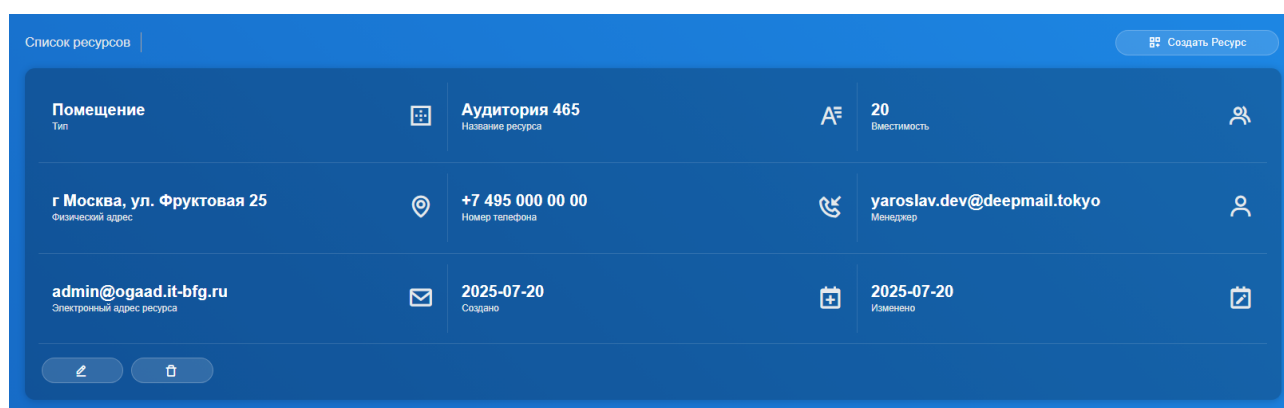 Список ресурсов
Создать Ресурс
Помещение
Тип
Аудитория 465
Название ресурса
20
Вместимость
г Москва, ул. Фруктовая 25
Физический адрес
+7 495 000 00 00
Номер телефона
yaroslav.dev@deepmail.tokyo
Менеджер
admin@ogaad.it-bfg.ru
Электронный адрес ресурса
2025-07-20
Создано
2025-07-20
Изменено